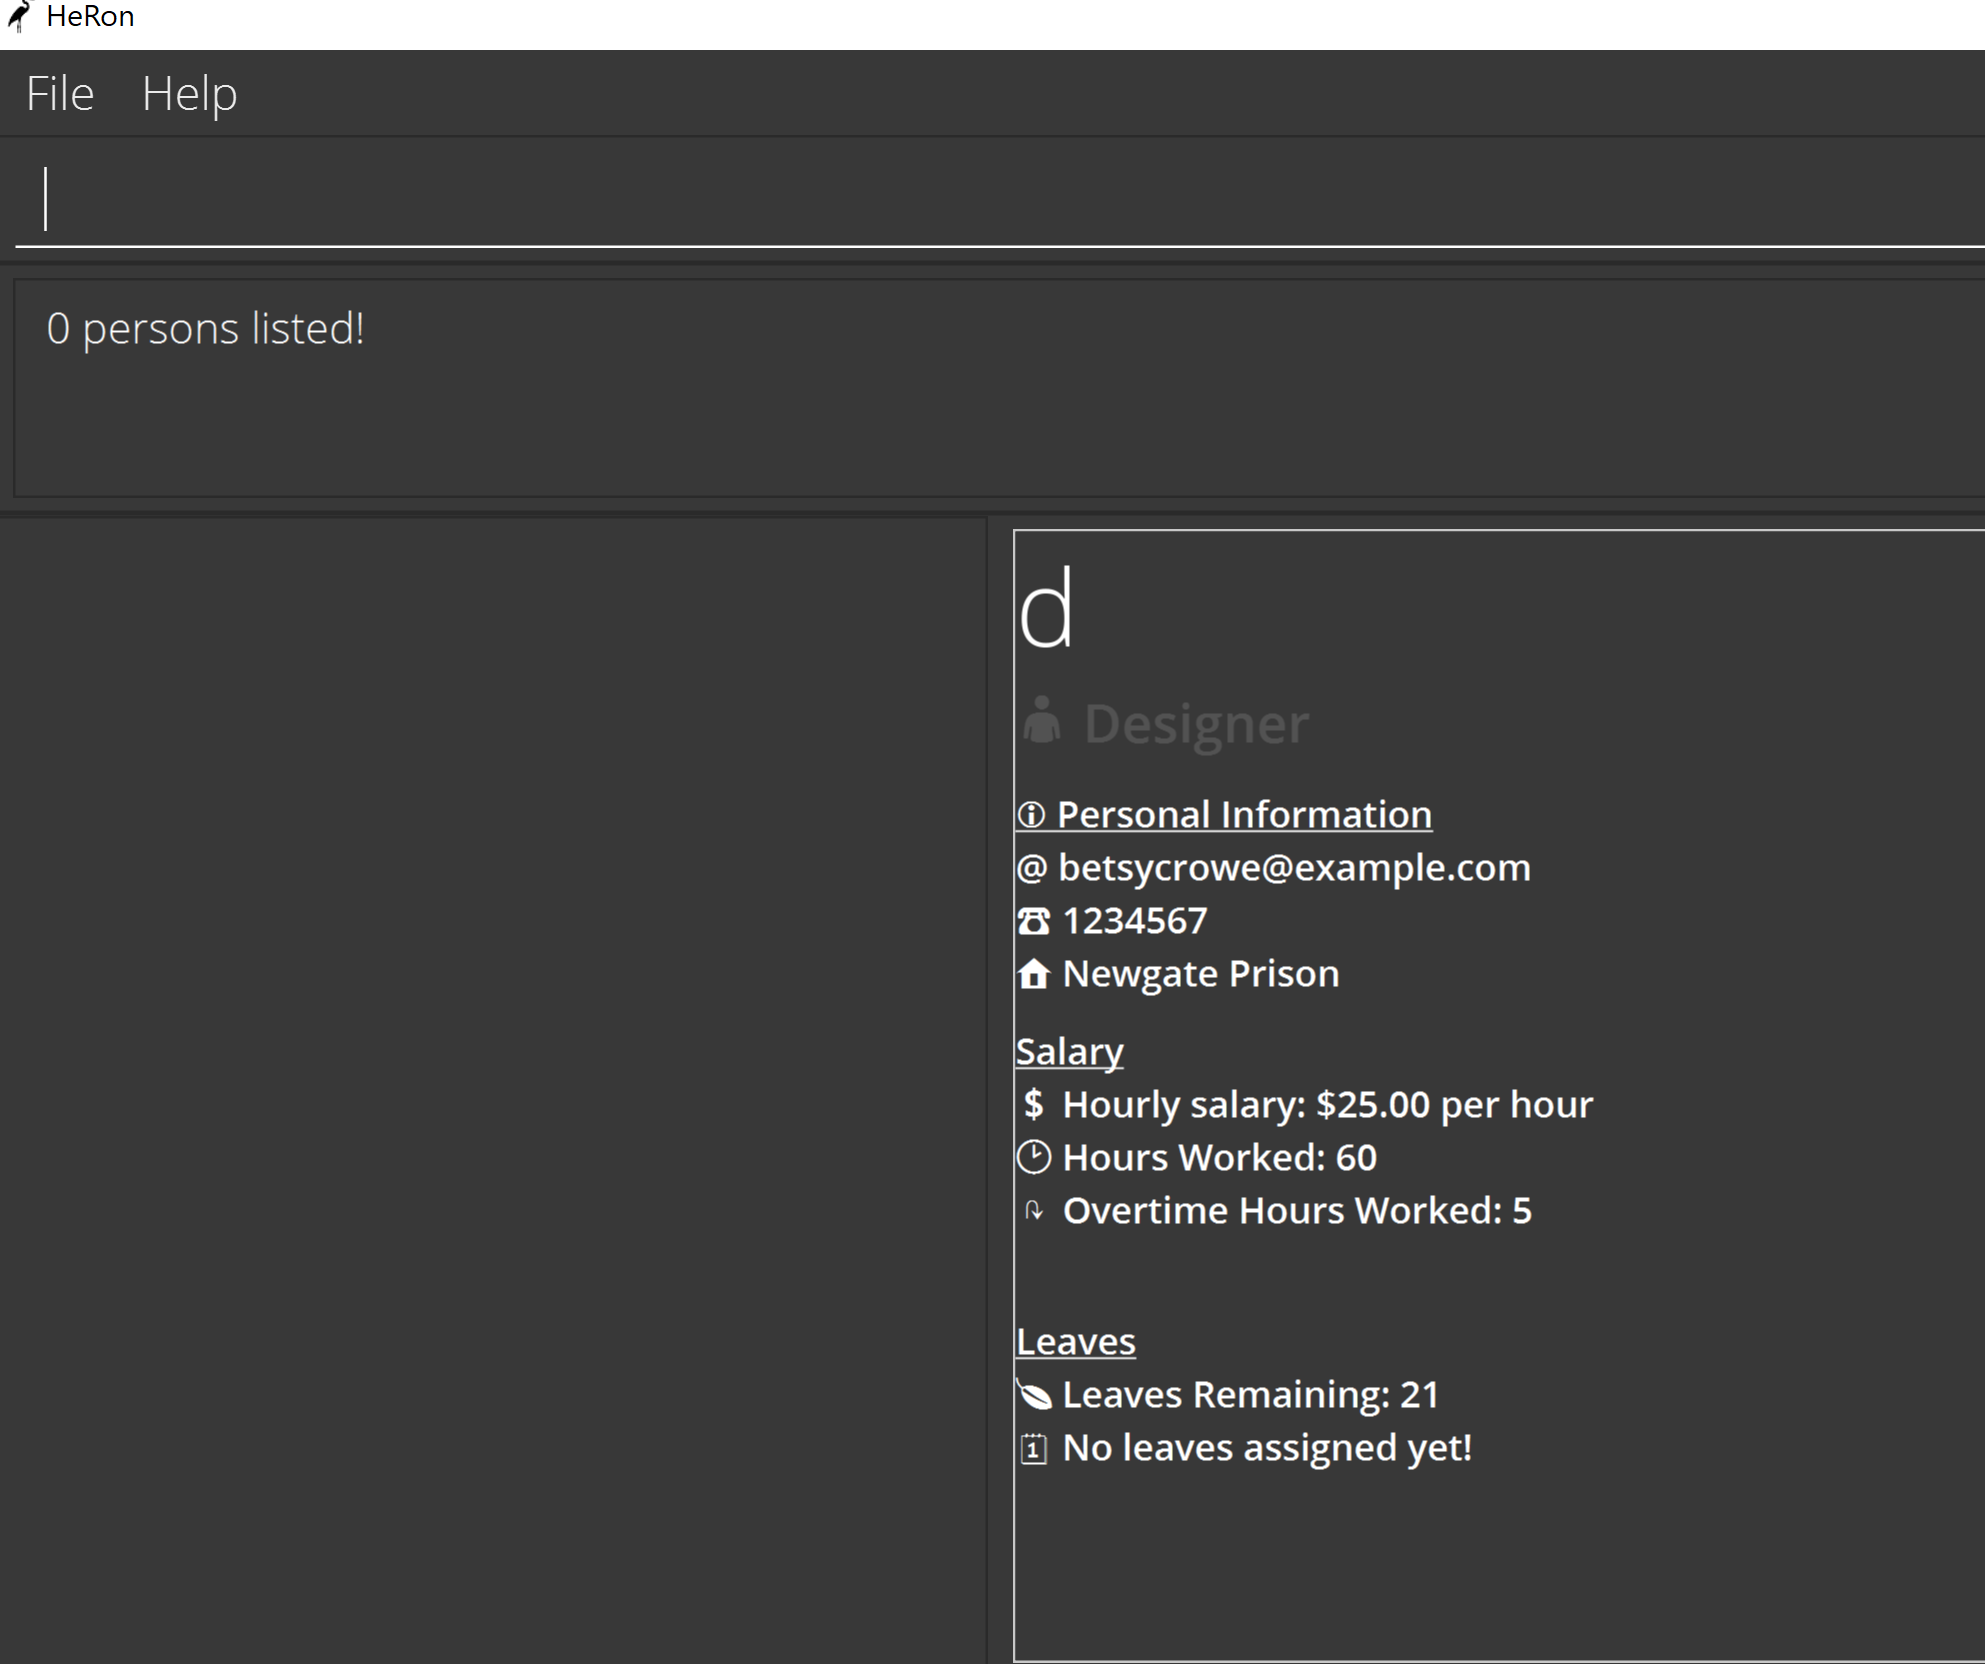 HeRon
File Help
0 persons listed!
d
Designer
Personal Information
@ betsycrowe@example.com
1234567
Newgate Prison
Salary
$ Hourly salary: $25.00 per hour
Hours Worked: 60
Overtime Hours Worked: 5
Leaves
Leaves Remaining: 21
No leaves assigned yet!